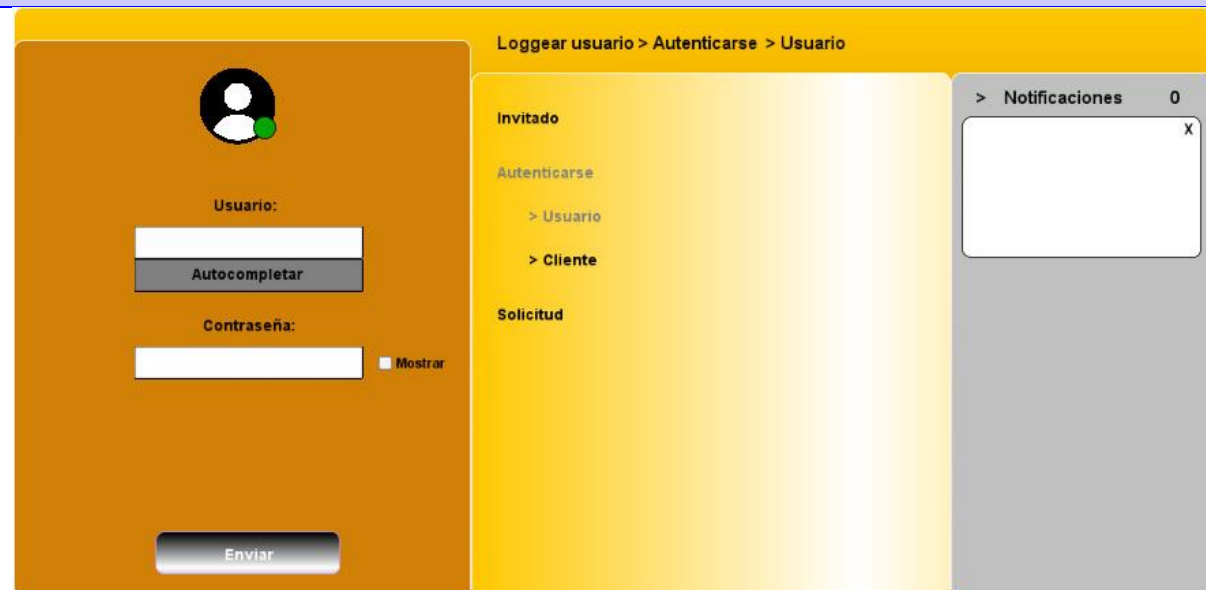 Loggear usuario > Autenticarse > Usuario
Usuario:
Autocompletar
Contraseña:
Mostrar
Enviar
Invitado
Autenticarse
> Usuario
> Cliente
Solicitud
> Notificaciones 0
X